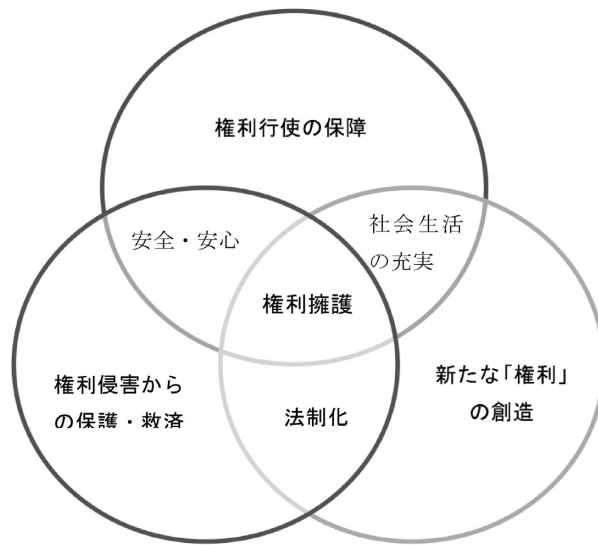 権利行使の保障
安全・安心
社会生活
の充実
権利擁護
権利侵害から
の保護・救済
法制化
新たな「権利」
の創造